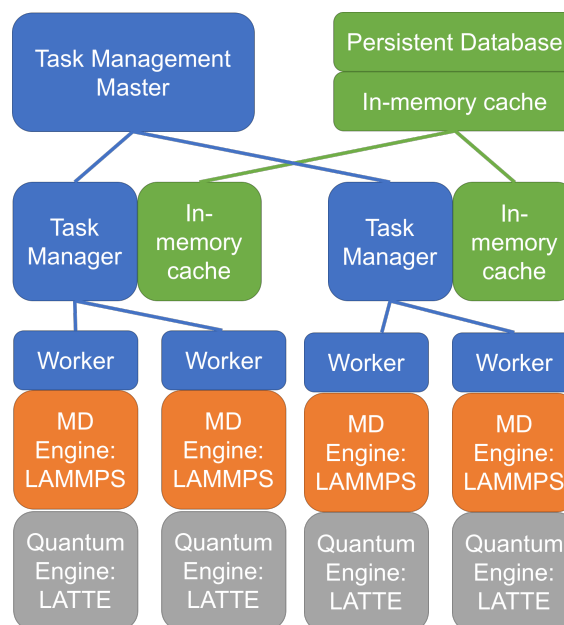 Task Management
Master
Persistent Database
In-memory cache
Task
Manager
In-
memory
cache
Task
Manager
In-
memory
cache
Worker
Worker
Worker
Worker
MD
Engine:
LAMMPS
MD
Engine:
LAMMPS
MD
Engine:
LAMMPS
MD
Engine:
LAMMPS
Quantum
Engine:
LATTE
Quantum
Engine:
LATTE
Quantum
Engine:
LATTE
Quantum
Engine:
LATTE